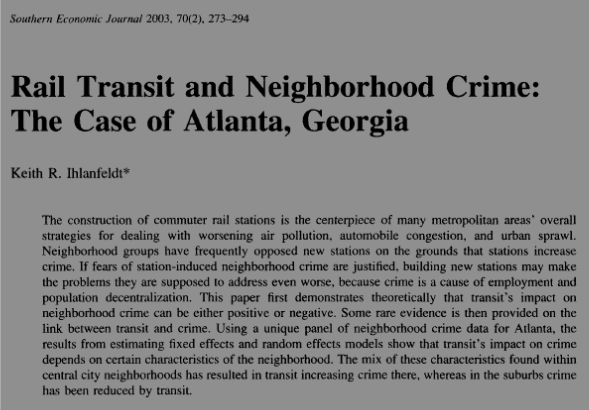 Southern Economic Journal 2003, 70(2), 273–294
Rail Transit and Neighborhood Crime:
The Case of Atlanta, Georgia
Keith R. Ihlanfeldt*
The construction of commuter rail stations is the centerpiece of many metropolitan areas' overall
strategies for dealing with worsening air pollution, automobile congestion, and urban sprawl.
Neighborhood groups have frequently opposed new stations on the grounds that stations increase
crime. If fears of station-induced neighborhood crime are justified, building new stations may make
the problems they are supposed to address even worse, because crime is a cause of employment and
population decentralization. This paper first demonstrates theoretically that transit's impact on
neighborhood crime can be either positive or negative. Some rare evidence is then provided on the
link between transit and crime. Using a unique panel of neighborhood crime data for Atlanta, the
results from estimating fixed effects and random effects models show that transit's impact on crime
depends on certain characteristics of the neighborhood. The mix of these characteristics found within
central city neighborhoods has resulted in transit increasing crime there, whereas in the suburbs crime
has been reduced by transit.